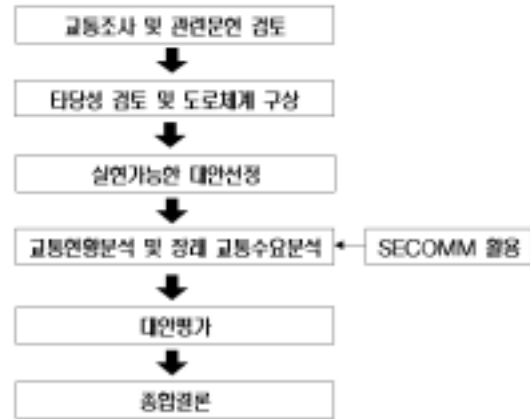 교통조사 및 관련문헌 검토
타당성 검토 및 도로체계 구상
실현가능한 대안선정
교통현황분석 및 장래 교통수요분석
SECOMM 활용
대안평가
종합결론